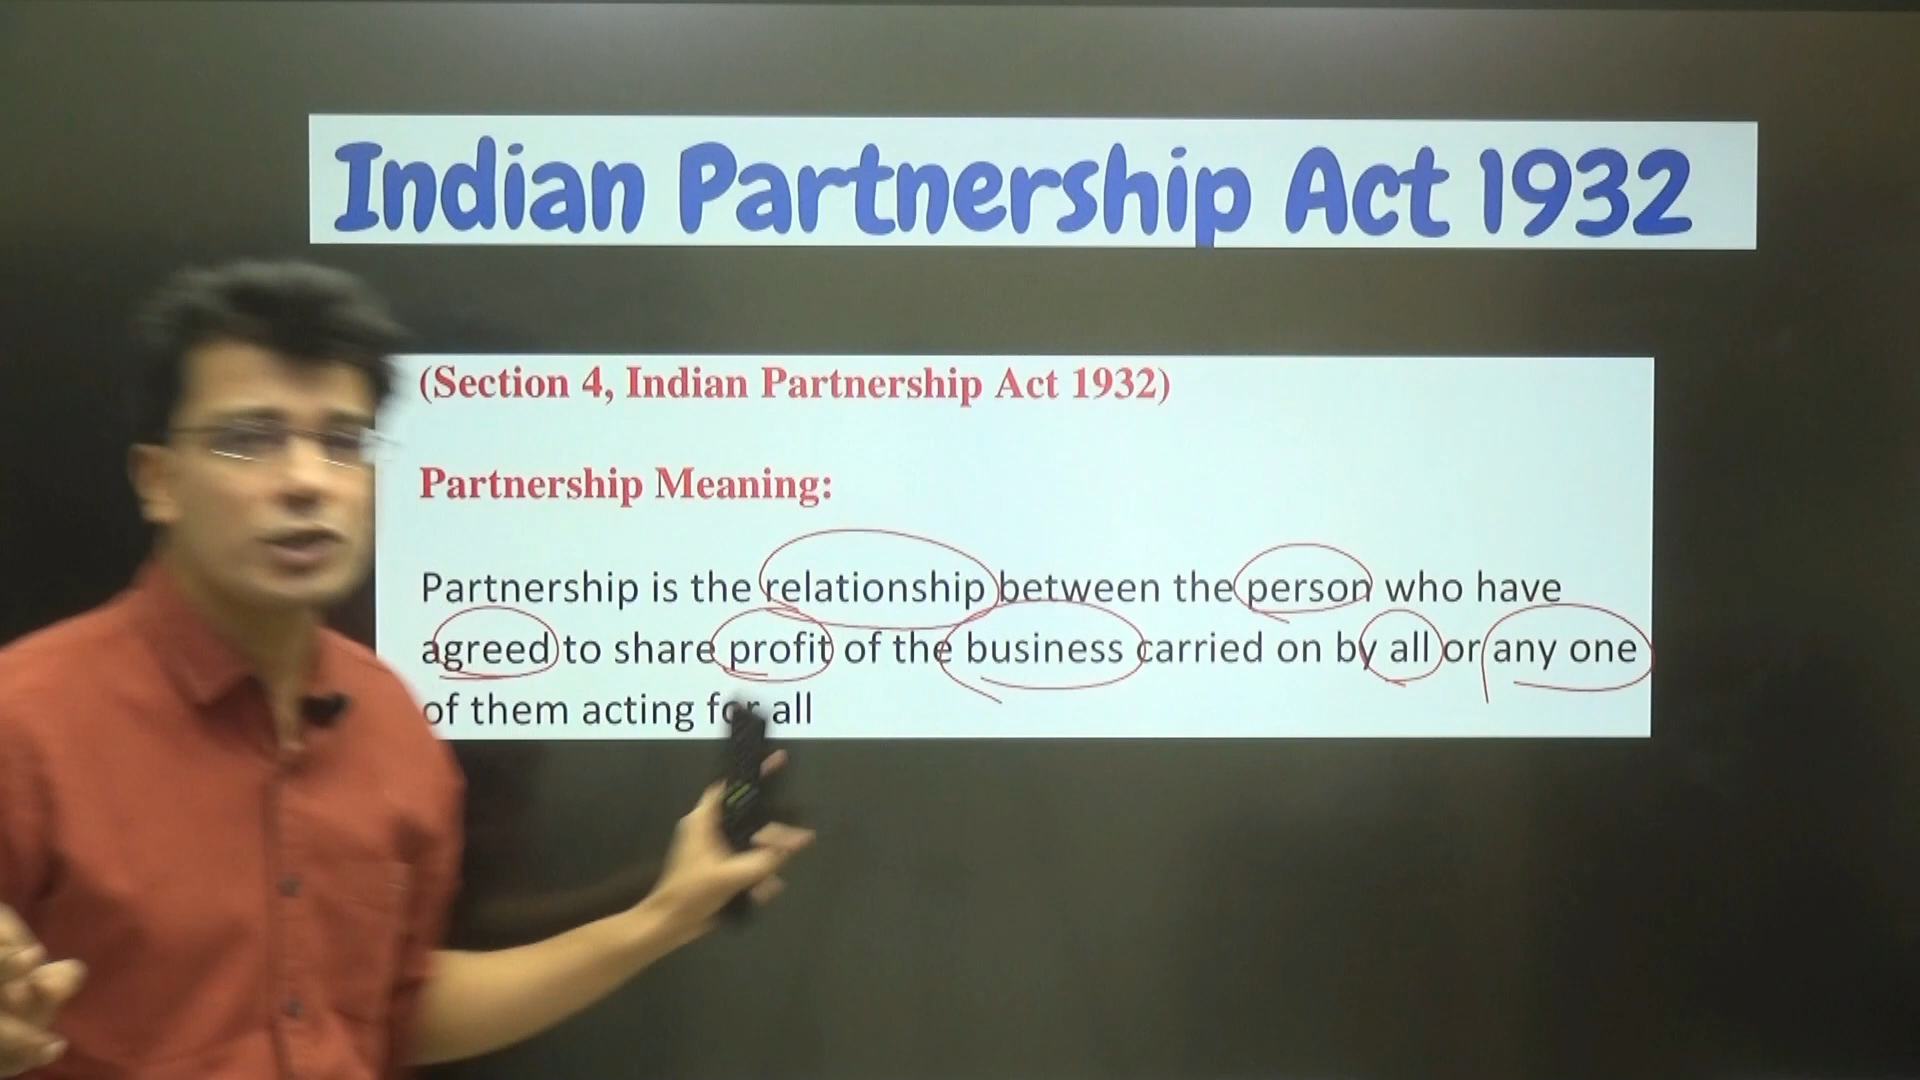 Indian Partnership Act 1932
(Section 4, Indian Partnership Act 1932)
Partnership Meaning:
Partnership is the relationship between the person who have
agreed to share profit of the business carried on by all or any one
of them acting for all